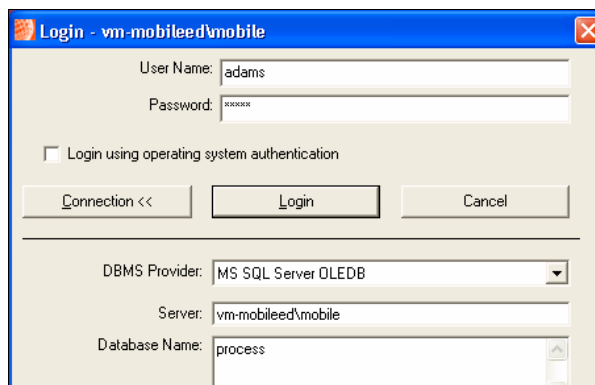 Login - vm-mobileed\mobile
User Name: adams
Password: *****
Login using operating system authentication
Connection << Login Cancel
DBMS Provider: MS SQL Server OLEDB
Server: vm-mobileed\mobile
Database Name: process